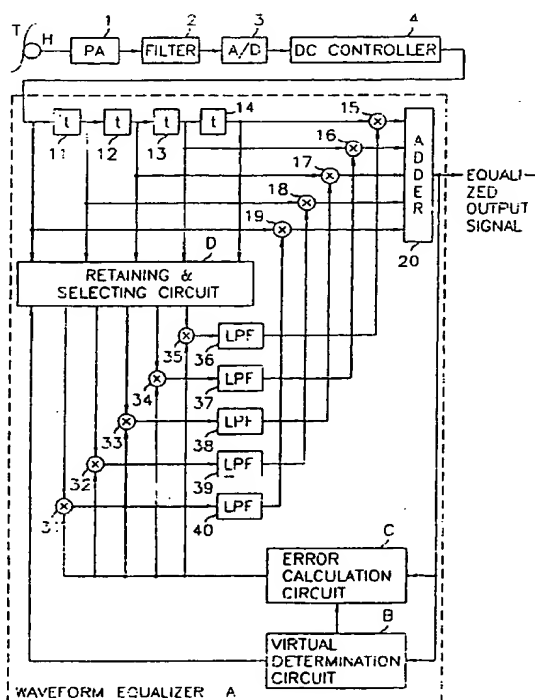 1 2 3 4
T H PA FILTER A/D DC CONTROLLER
t t t t 14 15
11 12 13 16
17
18
19
ADDER
20
EQUALI
ZED
OUTPUT
SIGNAL
D
RETAINING &
SELECTING CIRCUIT
35 LPF
36
34 LPF
37
33 LPF
38
32 LPF
39
31 LPF
40
C
ERROR
CALCULATION
CIRCUIT
B
VIRTUAL
DETERMINATION
CIRCUIT
WAVEFORM EQUALIZER A